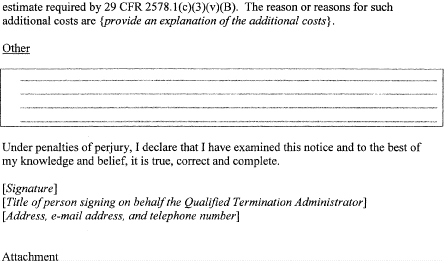 estimate required by 29 CFR 2578.1(c)(3)(v)(B).  The reason or reasons for such
additional costs are {provide an explanation of the additional costs}.
Other
Under penalties of perjury, I declare that I have examined this notice and to the best of
my knowledge and belief, it is true, correct and complete.
[Signature]
[Title of person signing on behalf the Qualified Termination Administrator]
[Address, e-mail address, and telephone number]
Attachment